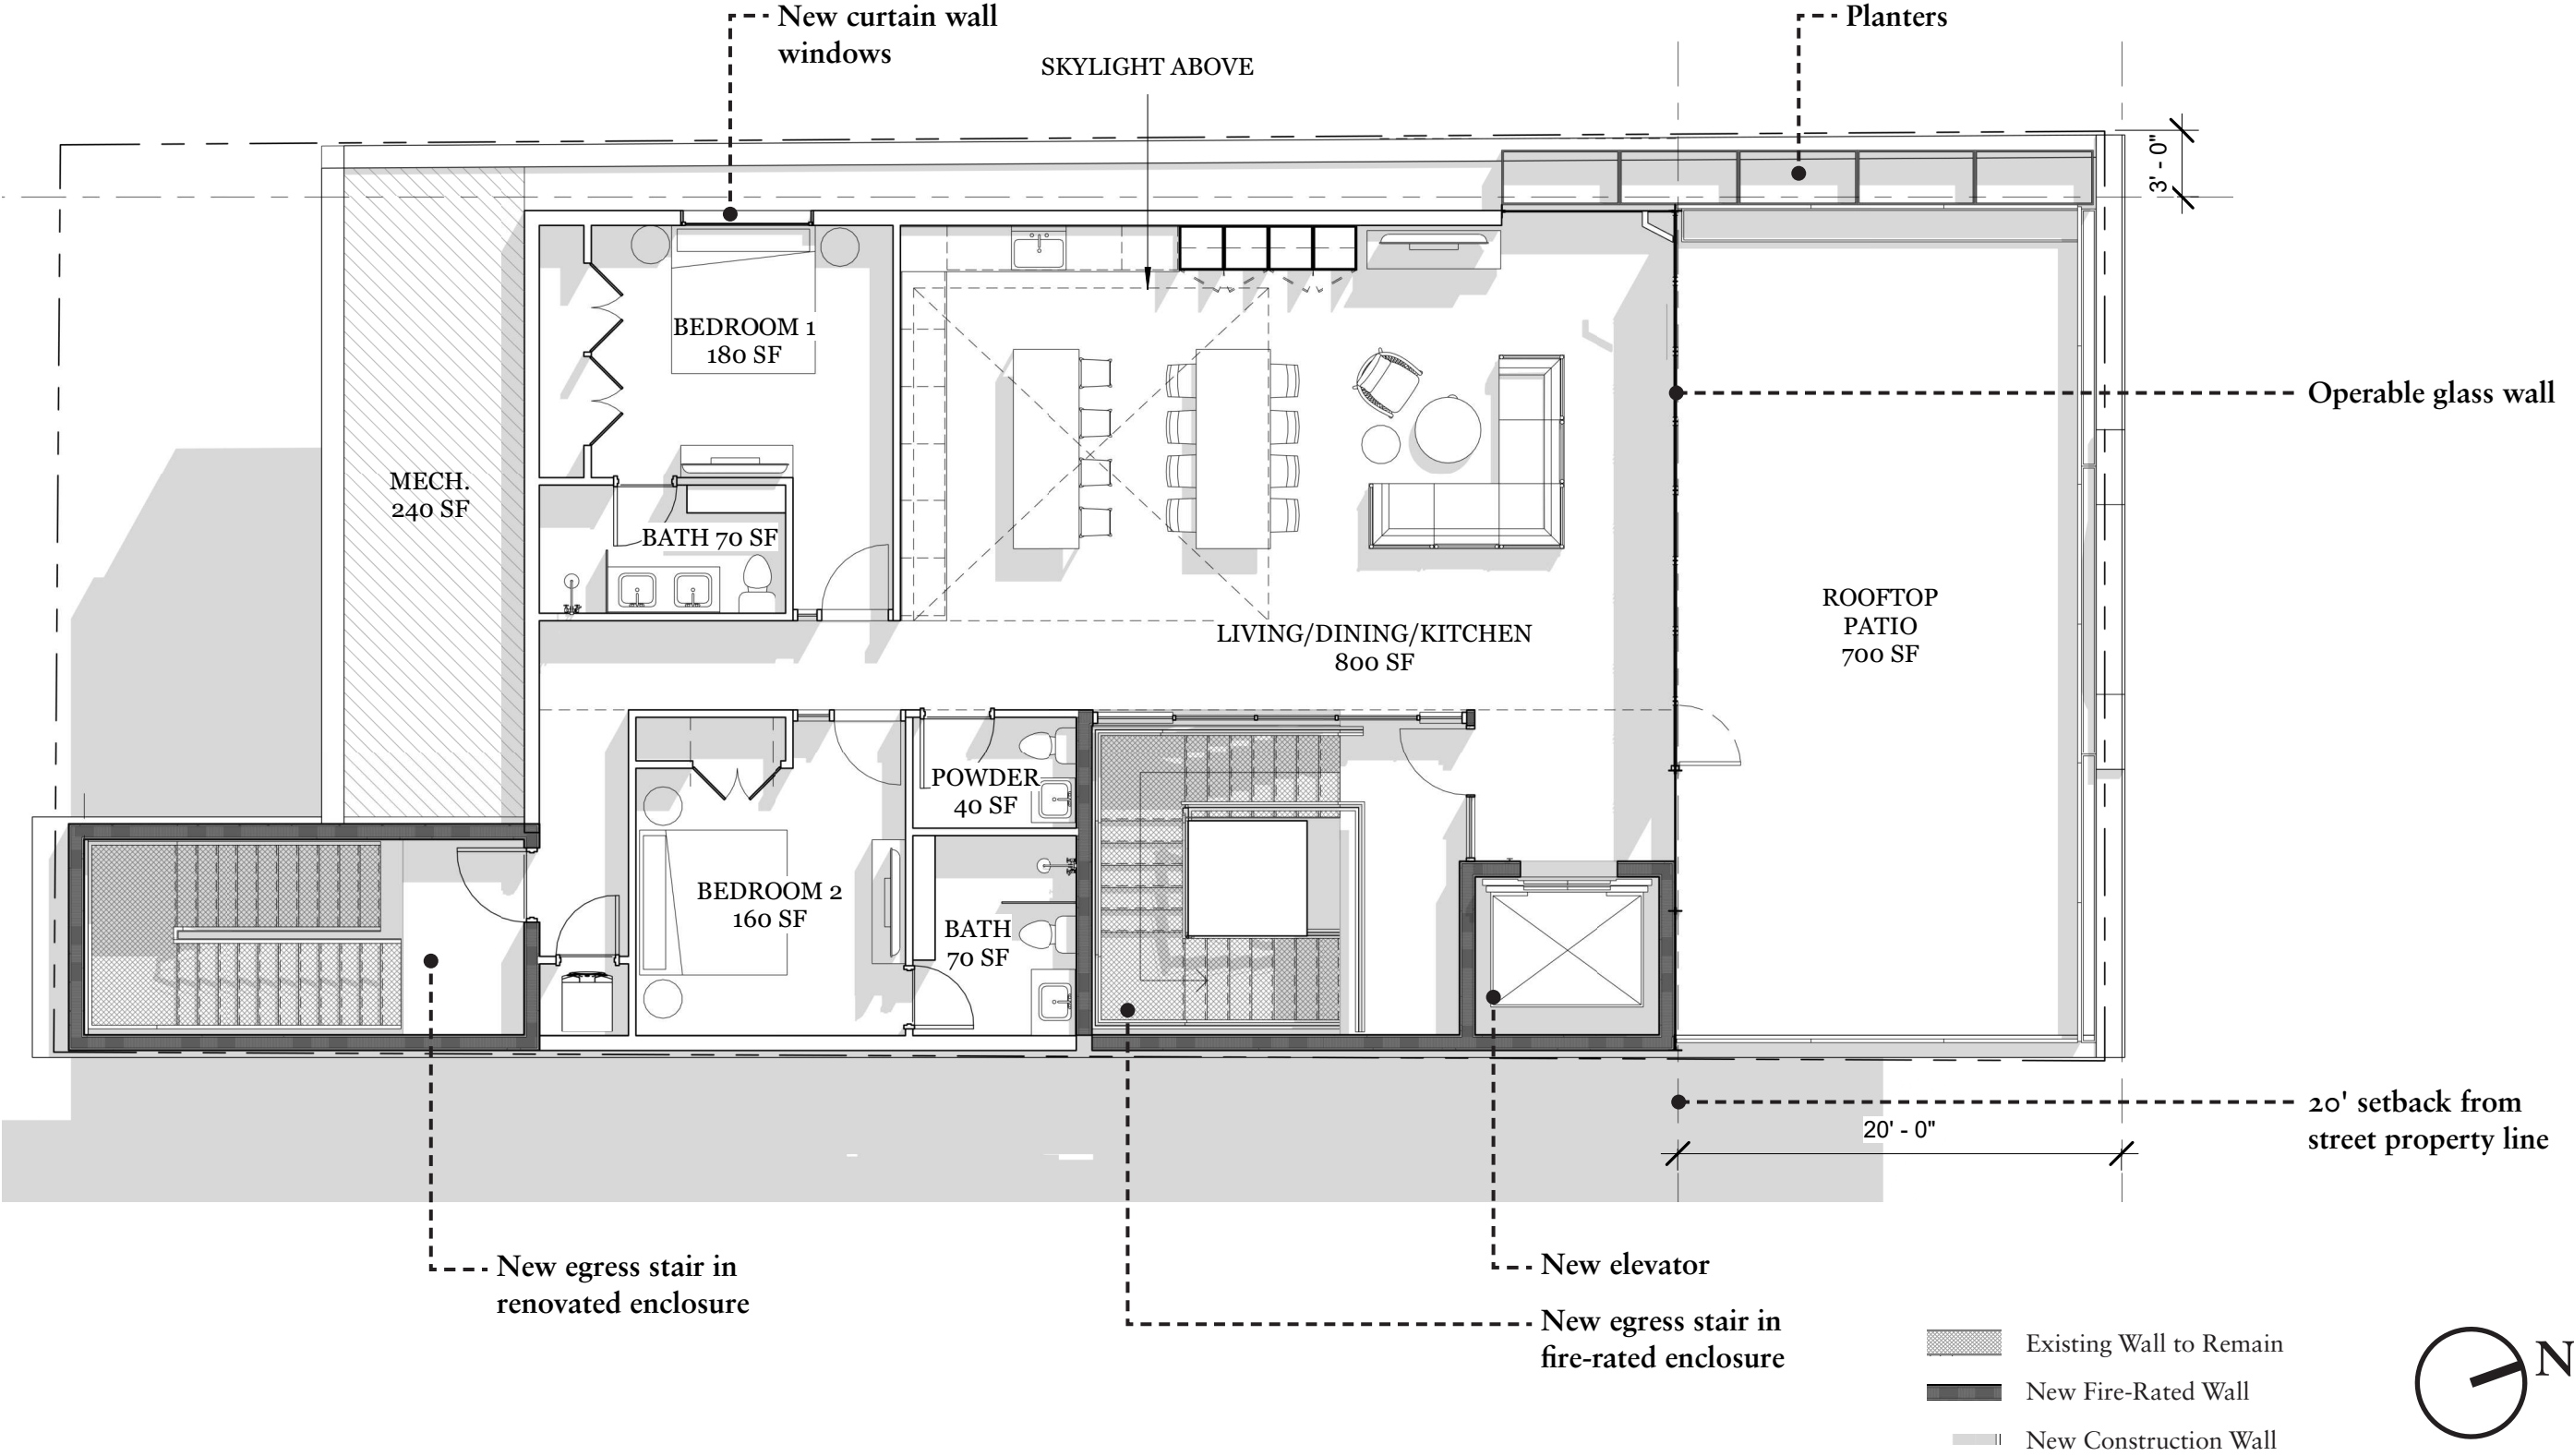 New curtain wall
windows
Planters
SKYLIGHT ABOVE
3' - 0"
Operable glass wall
BEDROOM 1
180 SF
MECH.
240 SF
BATH 70 SF
ROOFTOP
PATIO
700 SF
LIVING/DINING/KITCHEN
800 SF
POWDER
40 SF
BEDROOM 2
160 SF
BATH
70 SF
20' setback from
street property line
20' - 0"
New egress stair in
renovated enclosure
New elevator
New egress stair in
fire-rated enclosure
Existing Wall to Remain
New Fire-Rated Wall
New Construction Wall
N